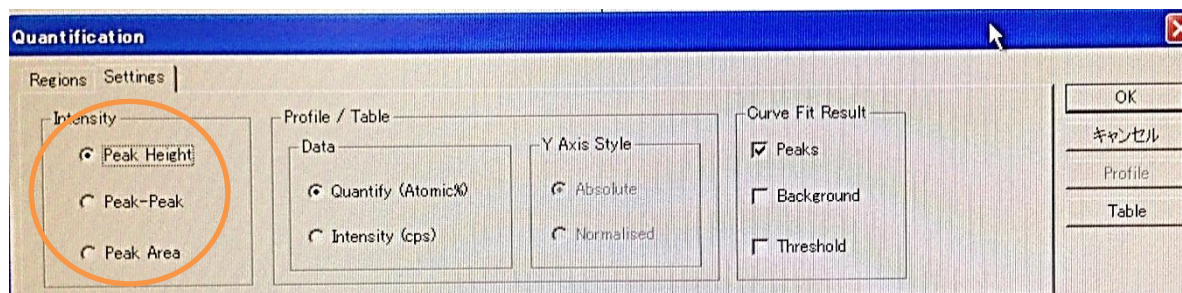 Quantification
Regions Settings
Intensity
Peak Height
Peak-Peak
Peak Area
Profile / Table
Data
Quantify (Atomic%)
Intensity (cps)
Y Axis Style
Absolute
Normalised
Curve Fit Result
Peaks
Background
Threshold
OK
キャンセル
Profile
Table